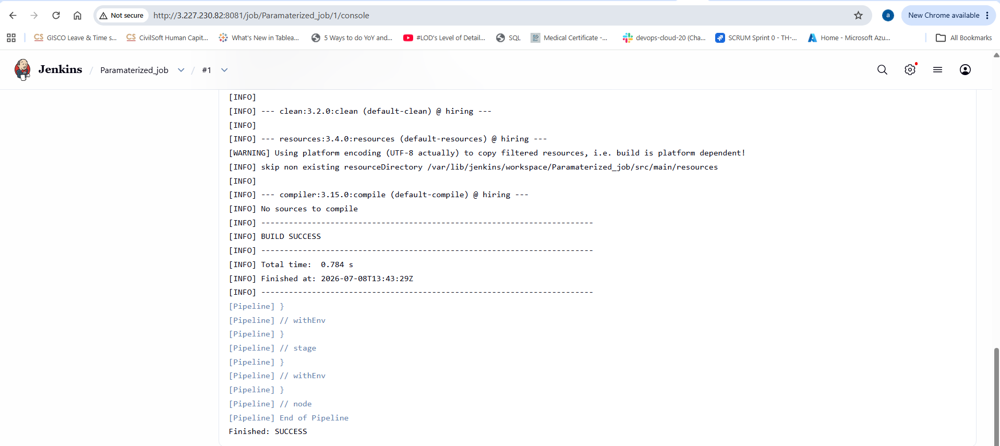 Not secure http://3.227.230.82:8081/job/Paramaterized_job/1/console a New Chrome available
CS GISCO Leave & Time s... CS CivilSoft Human Capit... What's New in Tablea... 5 Ways to do YoY and... #LOD's Level of Detail... SQL Medical Certificate -... devops-cloud-20 (Cha... SCRUM Sprint 0 - TH-... Home - Microsoft Azu... All Bookmarks
Jenkins / Paramaterized_job / #1
[INFO]
[INFO] --- clean:3.2.0:clean (default-clean) @ hiring ---
[INFO]
[INFO] --- resources:3.4.0:resources (default-resources) @ hiring ---
[WARNING] Using platform encoding (UTF-8 actually) to copy filtered resources, i.e. build is platform dependent!
[INFO] skip non existing resourceDirectory /var/lib/jenkins/workspace/Paramaterized_job/src/main/resources
[INFO]
[INFO] --- compiler:3.15.0:compile (default-compile) @ hiring ---
[INFO] No sources to compile
[INFO] ------------------------------------------------------------------------
[INFO] BUILD SUCCESS
[INFO] ------------------------------------------------------------------------
[INFO] Total time:  0.784 s
[INFO] Finished at: 2026-07-08T13:43:29Z
[INFO] ------------------------------------------------------------------------
[Pipeline] }
[Pipeline] // withEnv
[Pipeline] }
[Pipeline] // stage
[Pipeline] }
[Pipeline] // withEnv
[Pipeline] }
[Pipeline] // node
[Pipeline] End of Pipeline
Finished: SUCCESS